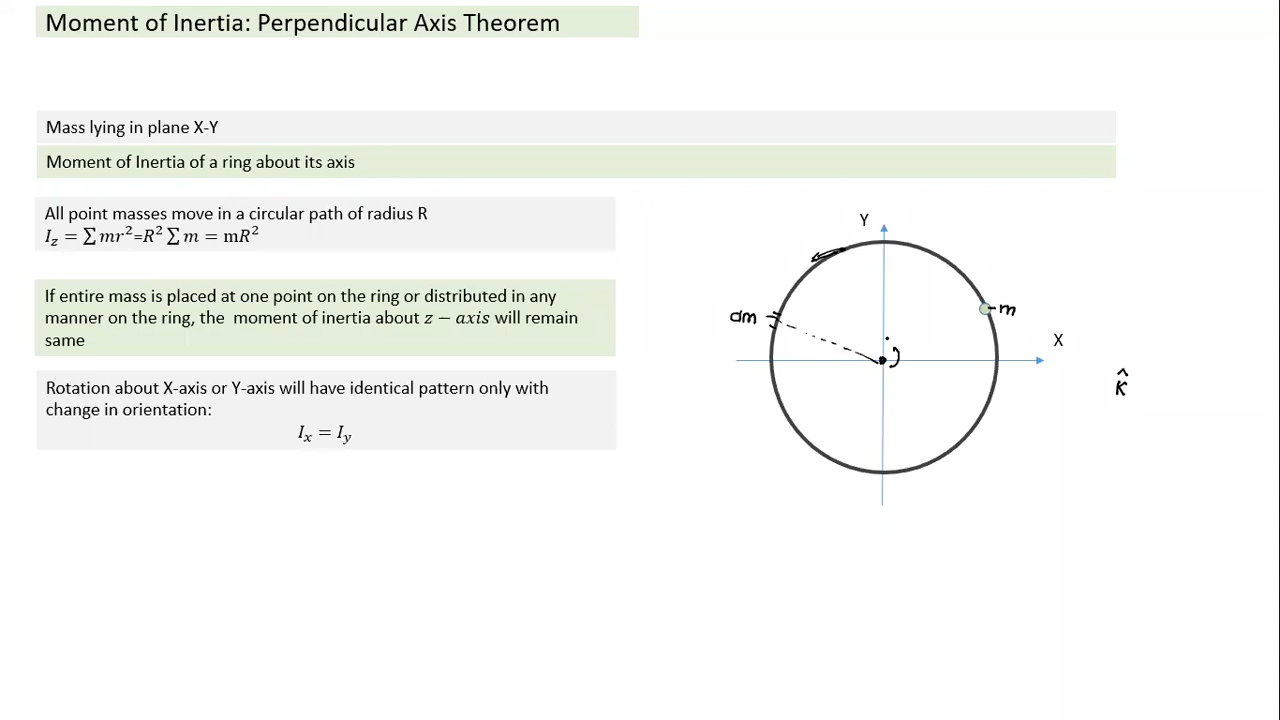 Moment of Inertia: Perpendicular Axis Theorem
Mass lying in plane X-Y
Moment of Inertia of a ring about its axis
All point masses move in a circular path of radius R
I_z = ∑ mr²=R² ∑ m = mR²
If entire mass is placed at one point on the ring or distributed in any
manner on the ring, the moment of inertia about z − axis will remain
same
Rotation about X-axis or Y-axis will have identical pattern only with
change in orientation:
I_x = I_y
Y
dm
m
X
k̂